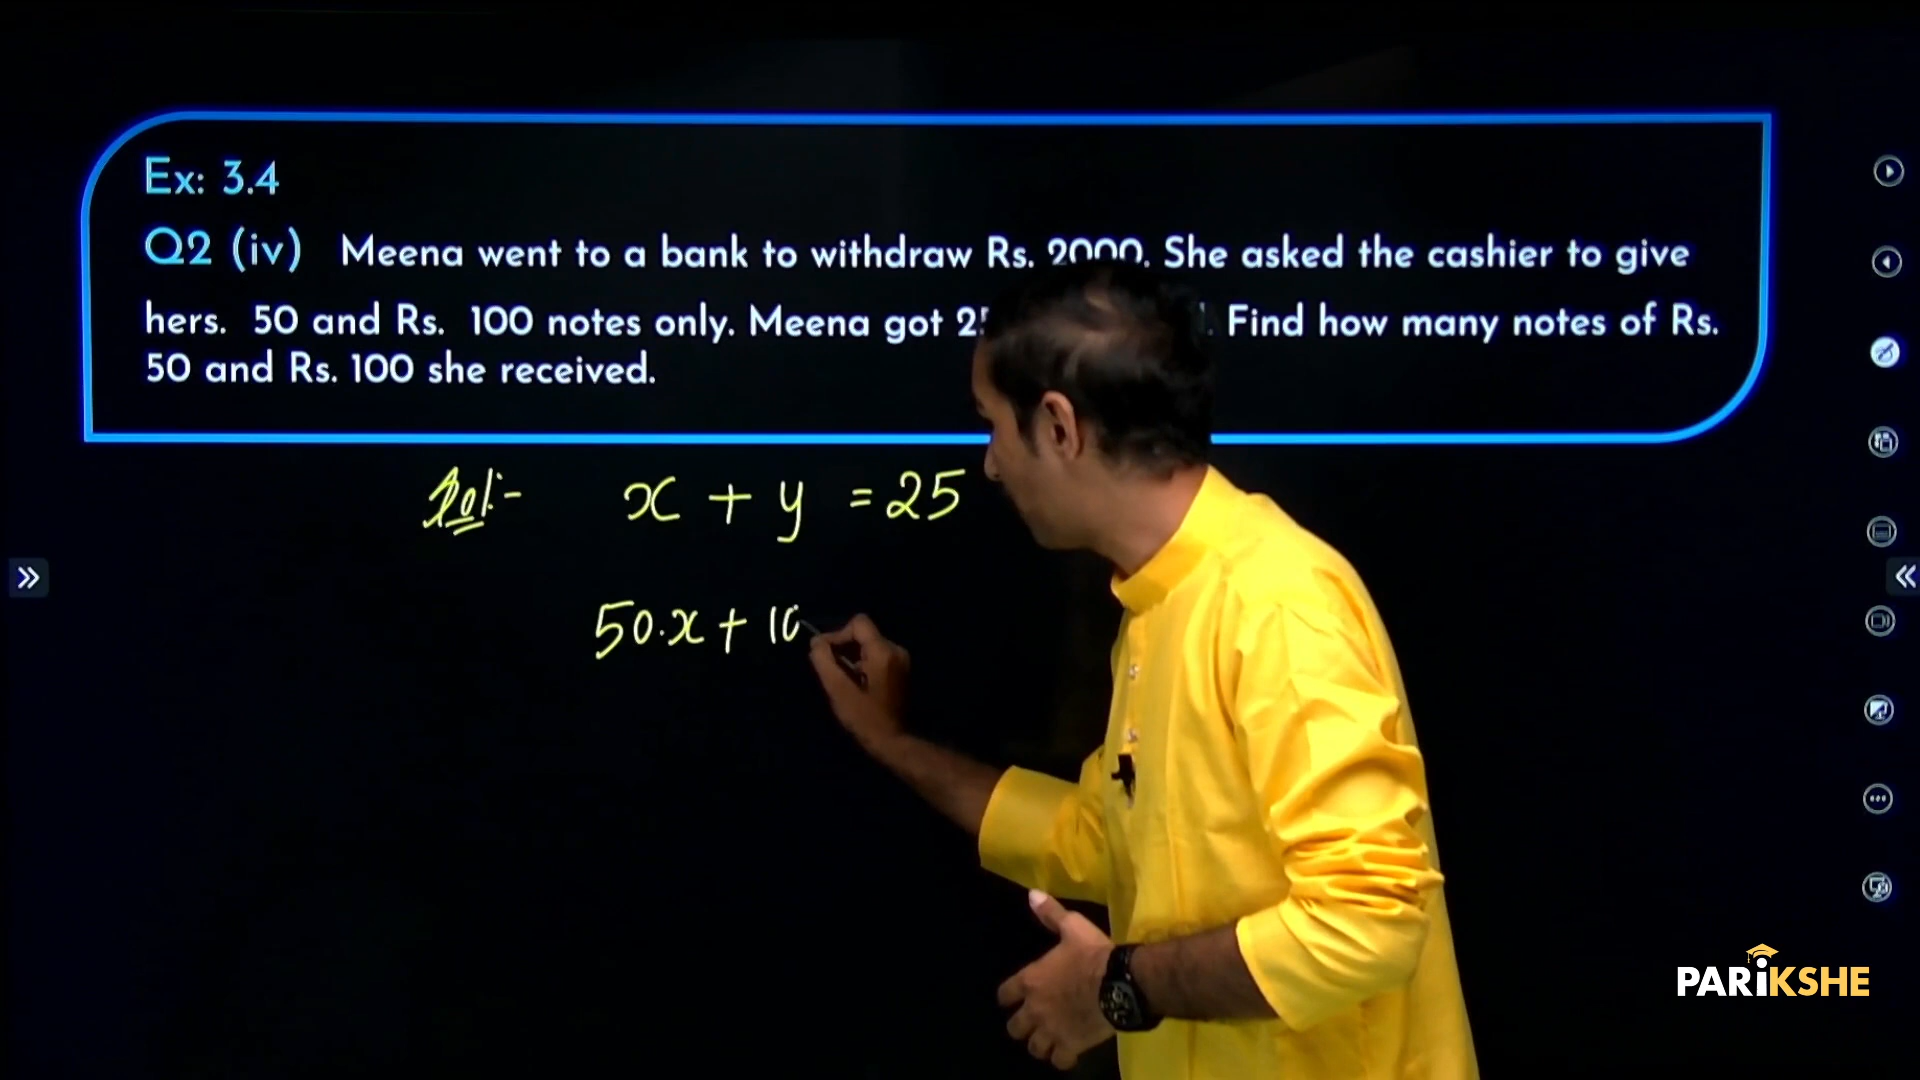 Ex: 3.4
Q2 (iv) Meena went to a bank to withdraw Rs. 2000. She asked the cashier to give
hers. 50 and Rs. 100 notes only. Meena got 25 Find how many notes of Rs.
50 and Rs. 100 she received.
Sol:- x + y = 25
50.x + 10
PARiKSHE